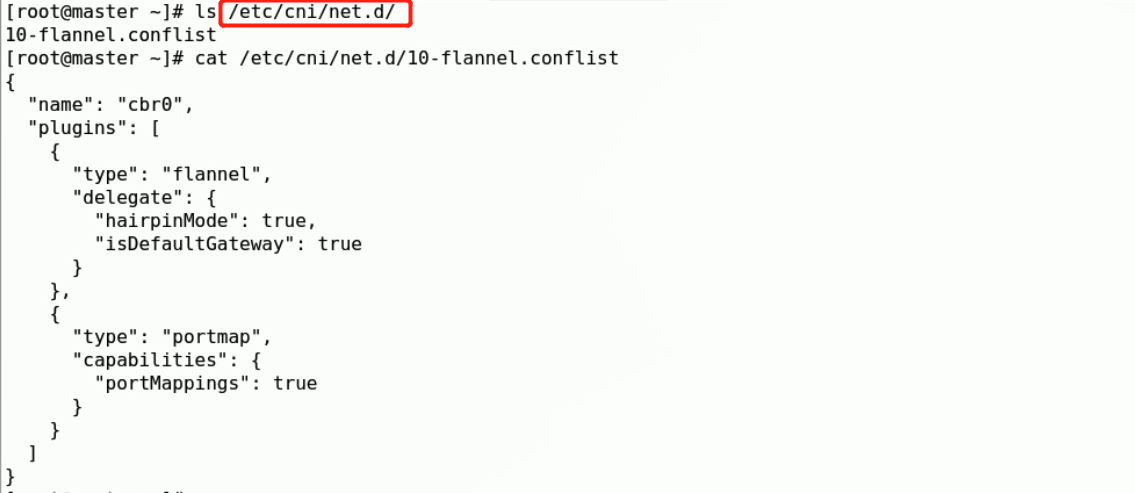 [root@master ~]# ls /etc/cni/net.d/
10-flannel.conflist
[root@master ~]# cat /etc/cni/net.d/10-flannel.conflist
{
  "name": "cbr0",
  "plugins": [
    {
      "type": "flannel",
      "delegate": {
        "hairpinMode": true,
        "isDefaultGateway": true
      }
    },
    {
      "type": "portmap",
      "capabilities": {
        "portMappings": true
      }
    }
  ]
}